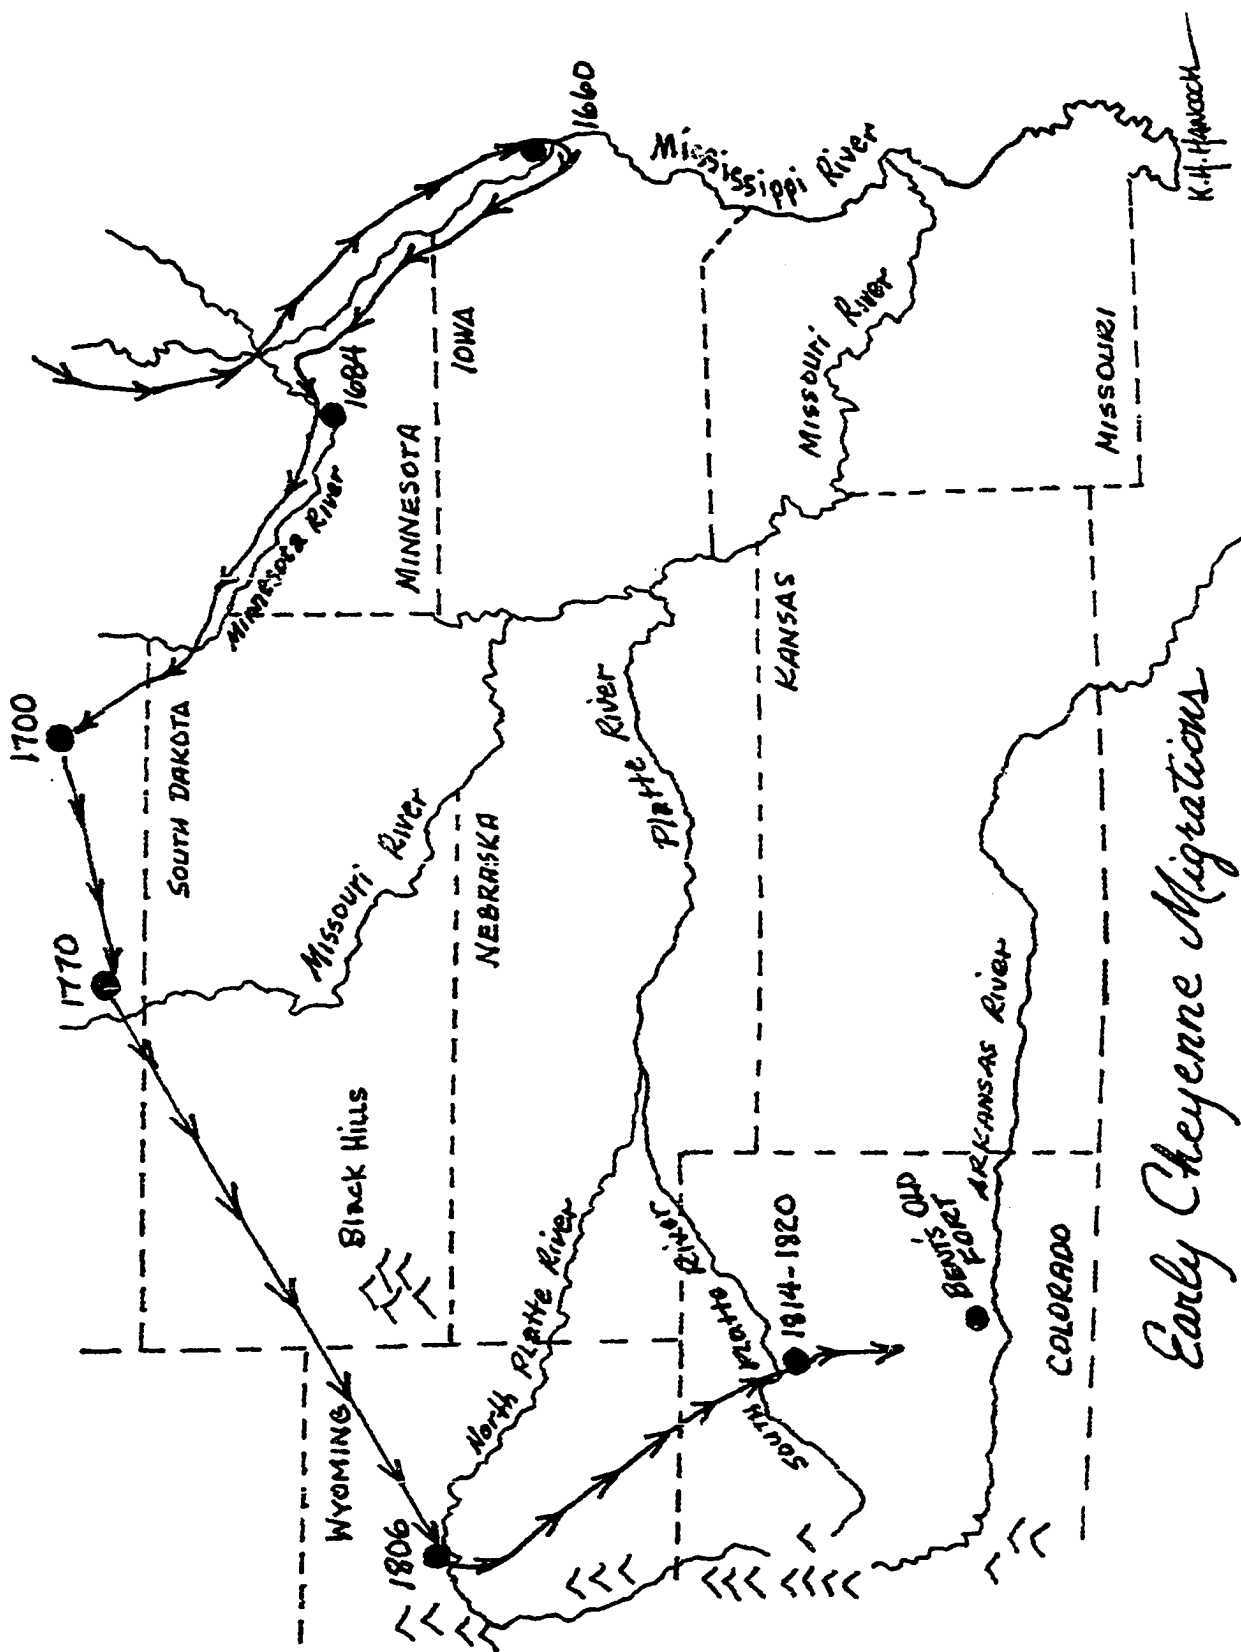 1660
1684
1700
1770
1806
1814-1820
Mississippi River
Minnesota River
MINNESOTA
IOWA
SOUTH DAKOTA
Missouri River
NEBRASKA
Black Hills
WYOMING
North Platte River
Platte River
South Platte River
Missouri River
MISSOURI
KANSAS
BENT'S OLD
FORT
ARKANSAS River
COLORADO
Early Cheyenne Migrations
K.H.HANCOCK